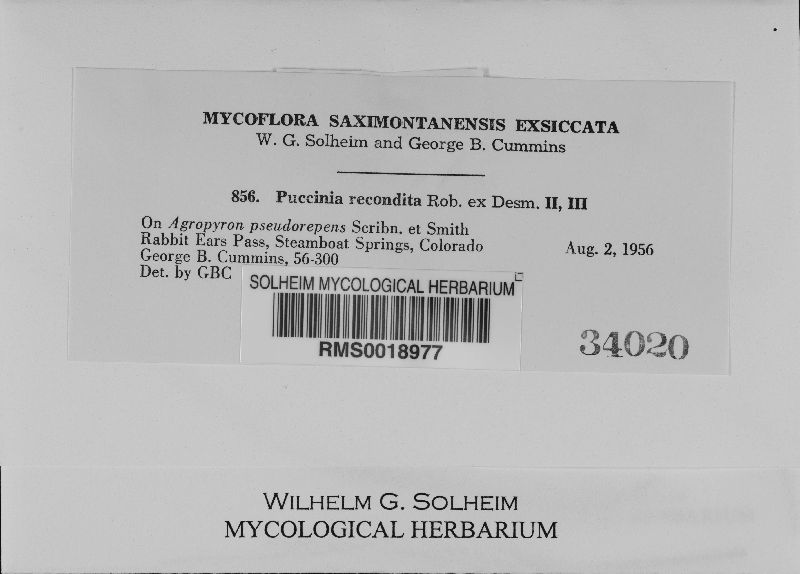 MYCOFLORA SAXIMONTANENSIS EXSICCATA
W. G. Solheim and George B. Cummins
856. Puccinia recondita Rob. ex Desm. II, III
On Agropyron pseudorepens Scribn. et Smith
Rabbit Ears Pass, Steamboat Springs, Colorado Aug. 2, 1956
George B. Cummins, 56-300
Det. by GBC
SOLHEIM MYCOLOGICAL HERBARIUM
RMS0018977
34020
WILHELM G. SOLHEIM
MYCOLOGICAL HERBARIUM